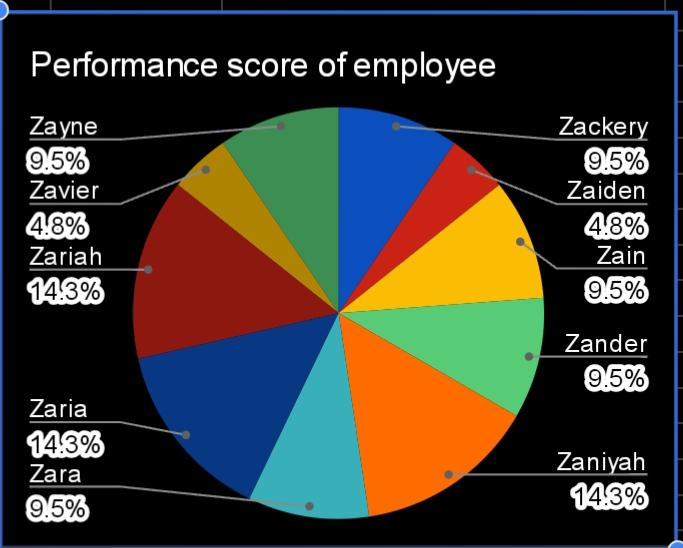 Performance score of employee
Zayne
9.5%
Zavier
4.8%
Zariah
14.3%
Zaria
14.3%
Zara
9.5%
Zackery
9.5%
Zaiden
4.8%
Zain
9.5%
Zander
9.5%
Zaniyah
14.3%